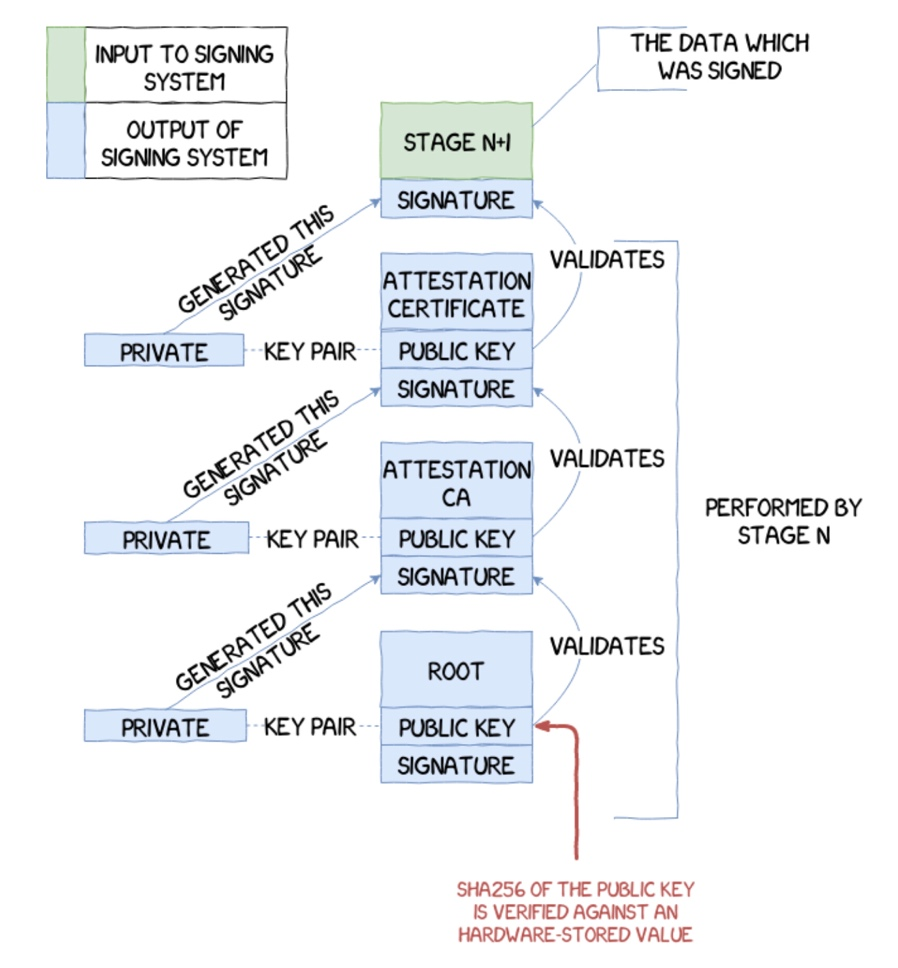 INPUT TO SIGNING
SYSTEM
OUTPUT OF
SIGNING SYSTEM
THE DATA WHICH
WAS SIGNED
STAGE N+1
SIGNATURE
GENERATED THIS
SIGNATURE
VALIDATES
ATTESTATION
CERTIFICATE
PRIVATE
KEY PAIR
PUBLIC KEY
SIGNATURE
GENERATED THIS
SIGNATURE
VALIDATES
ATTESTATION
CA
PERFORMED BY
STAGE N
PRIVATE
KEY PAIR
PUBLIC KEY
SIGNATURE
GENERATED THIS
SIGNATURE
VALIDATES
ROOT
PRIVATE
KEY PAIR
PUBLIC KEY
SIGNATURE
SHA256 OF THE PUBLIC KEY
IS VERIFIED AGAINST AN
HARDWARE-STORED VALUE